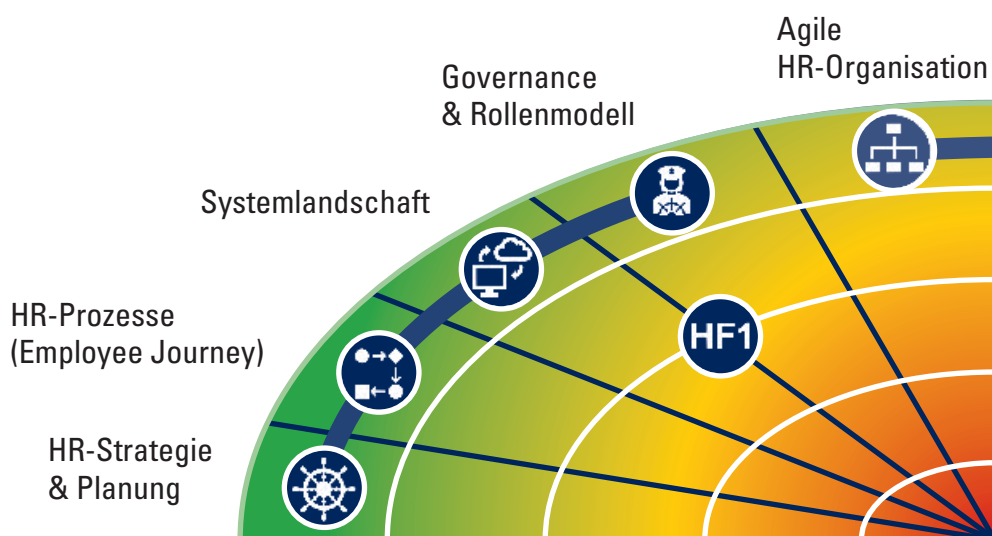 Agile
HR-Organisation
Governance
& Rollenmodell
Systemlandschaft
HR-Prozesse
(Employee Journey)
HR-Strategie
& Planung
HF1